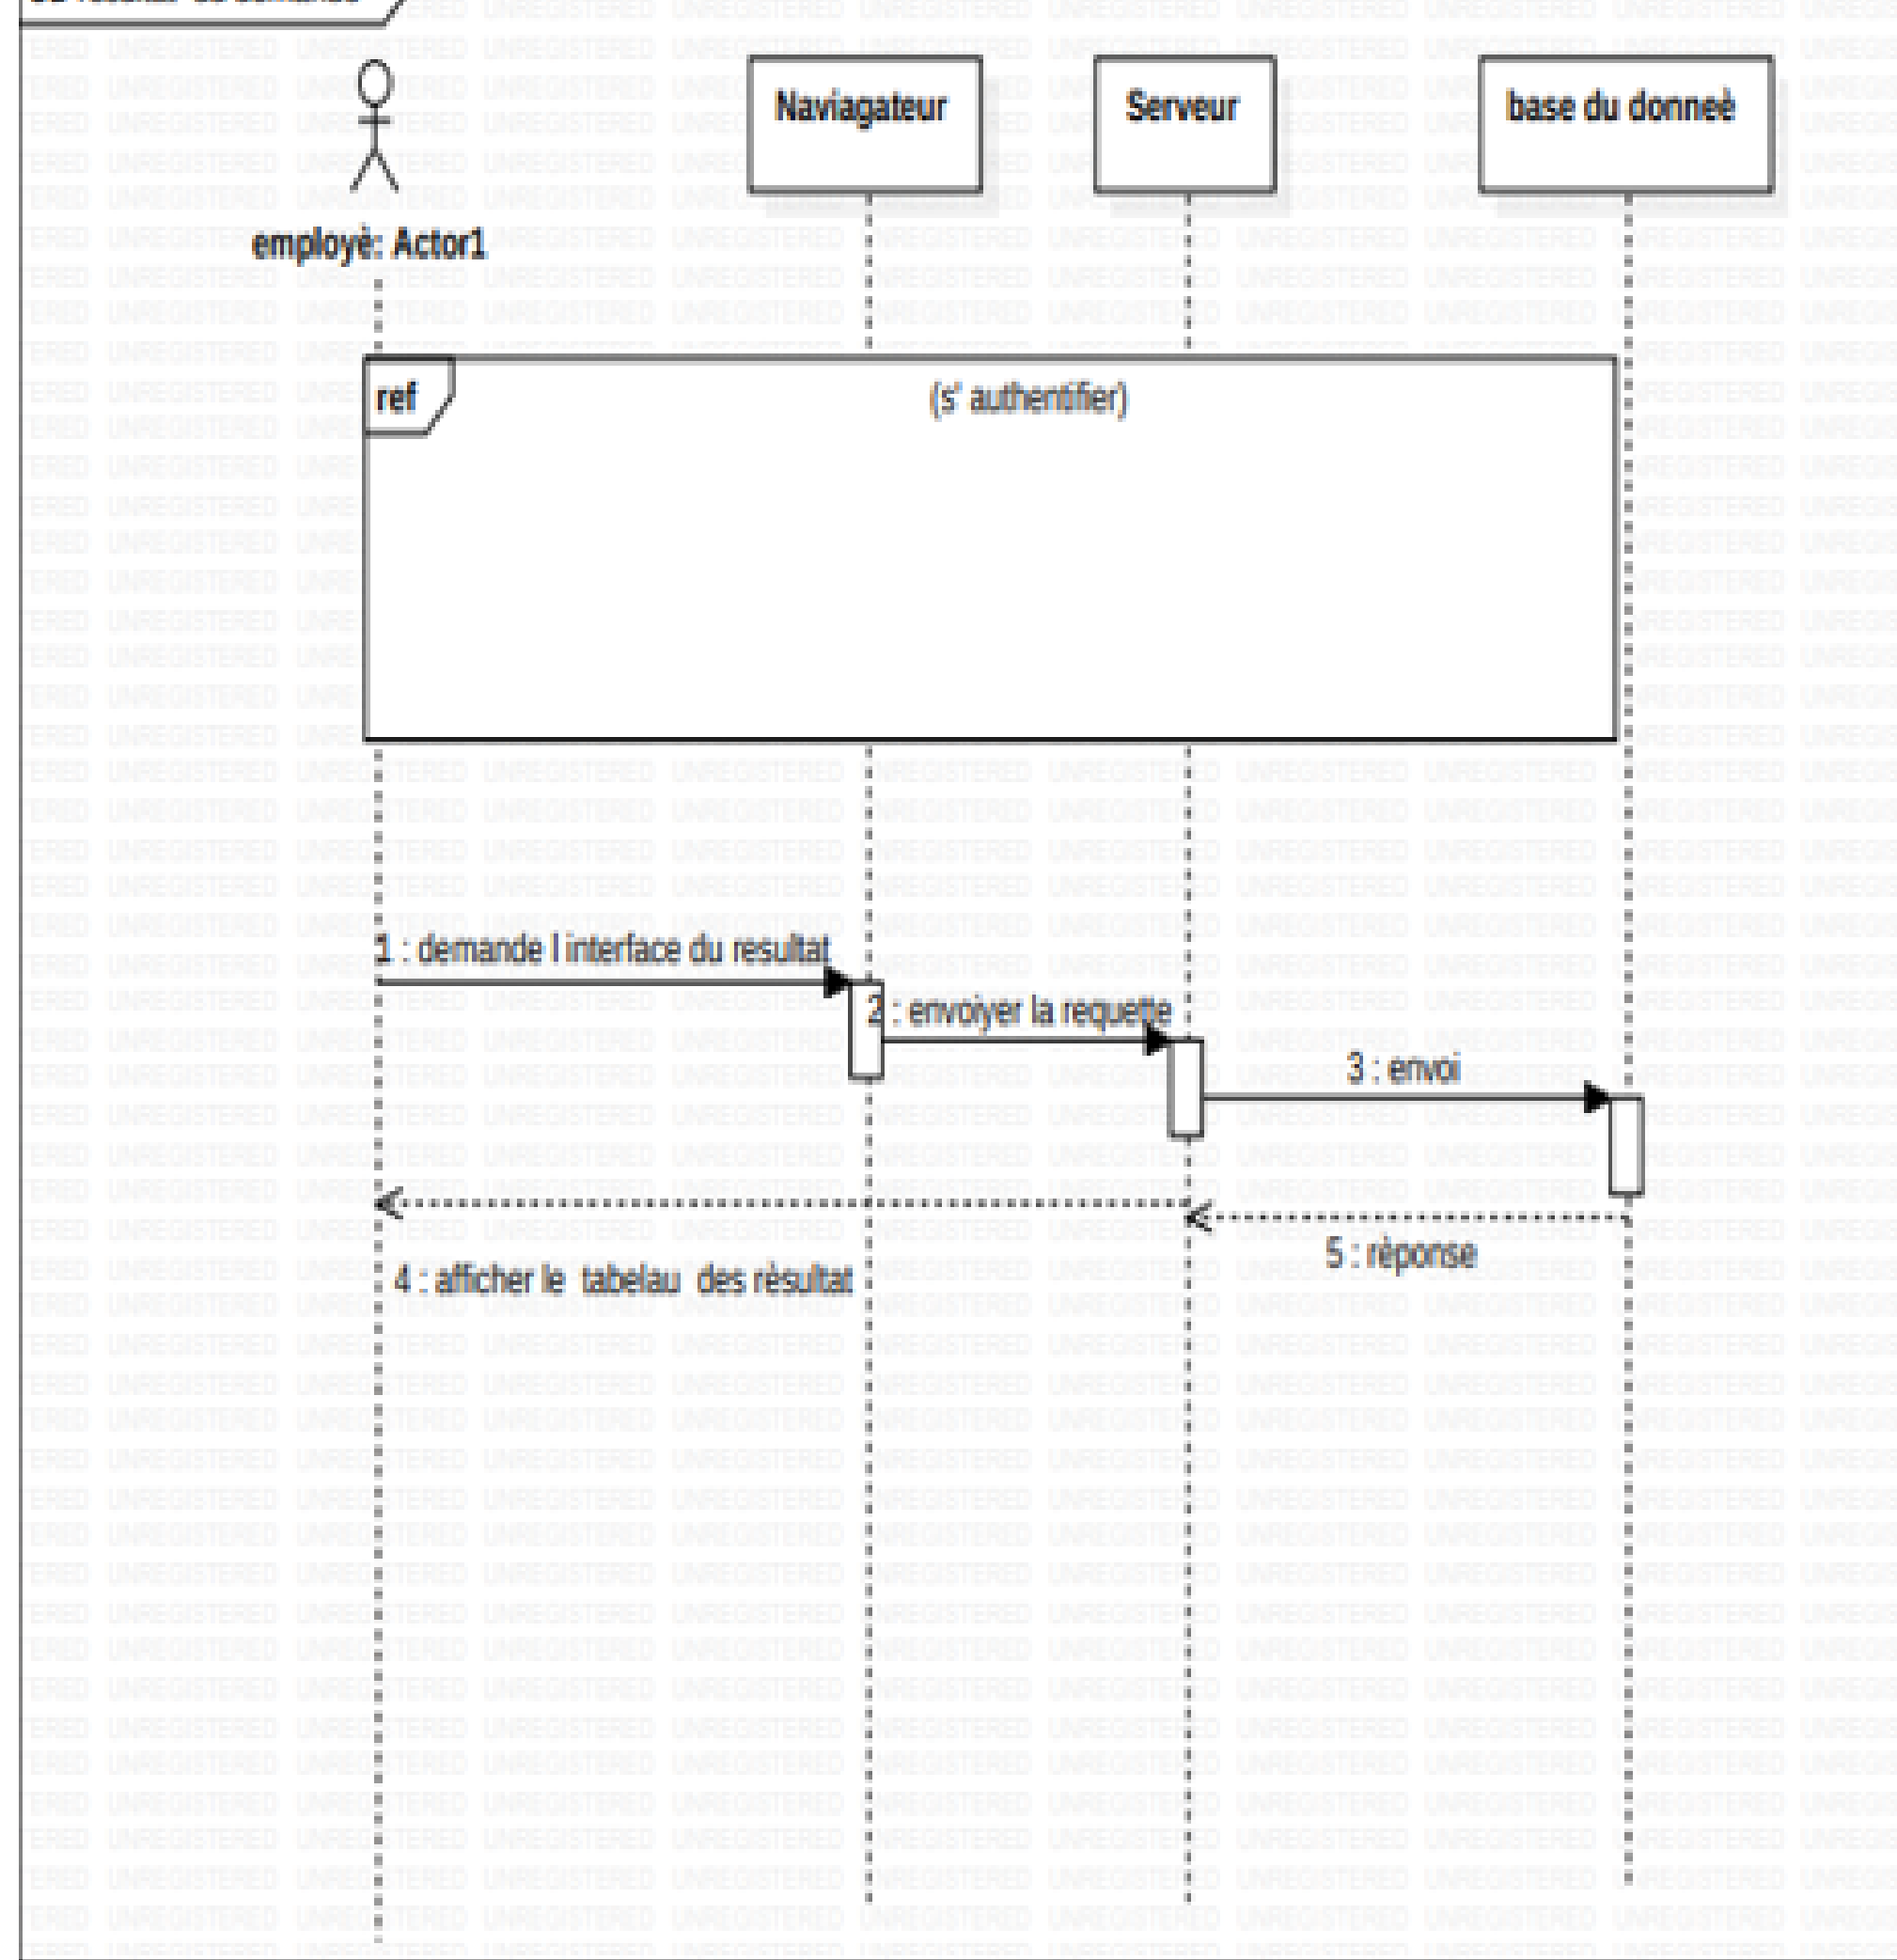 Naviagateur
Serveur
base du donneè
employè: Actor1
ref
(s' authentifier)
1 : demande l interface du resultat
2 : envoiyer la requette
3 : envoi
5 : rèponse
4 : afficher le tabelau des rèsultat
UNREGISTERED